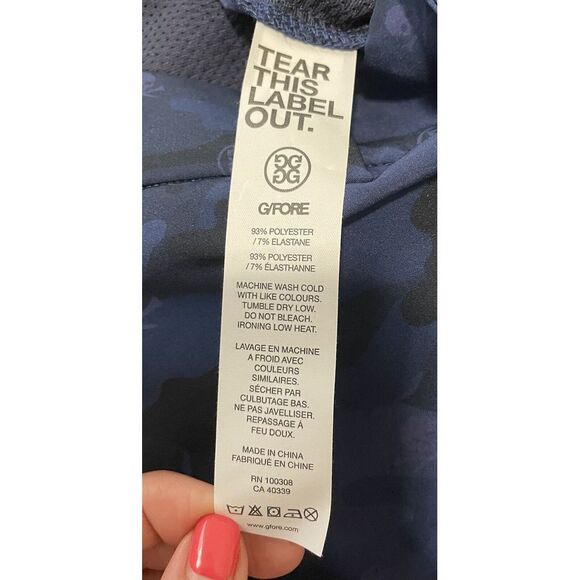 TEAR
THIS
LABEL
OUT.
G/FORE
93% POLYESTER
/ 7% ELASTANE
93% POLYESTER
/ 7% ÉLASTHANNE
MACHINE WASH COLD
WITH LIKE COLOURS.
TUMBLE DRY LOW.
DO NOT BLEACH.
IRONING LOW HEAT.
LAVAGE EN MACHINE
A FROID AVEC
COULEURS
SIMILAIRES.
SÉCHER PAR
CULBUTAGE BAS.
NE PAS JAVELLISER.
REPASSAGE À
FEU DOUX.
MADE IN CHINA
FABRIQUÉ EN CHINE
RN 100308
CA 40339
www.gfore.com